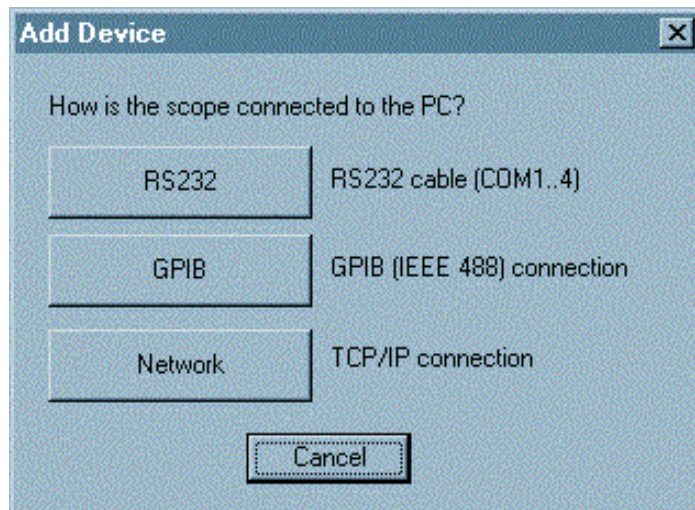 Add Device
How is the scope connected to the PC?
RS232 RS232 cable (COM1..4)
GPIB GPIB (IEEE 488) connection
Network TCP/IP connection
Cancel